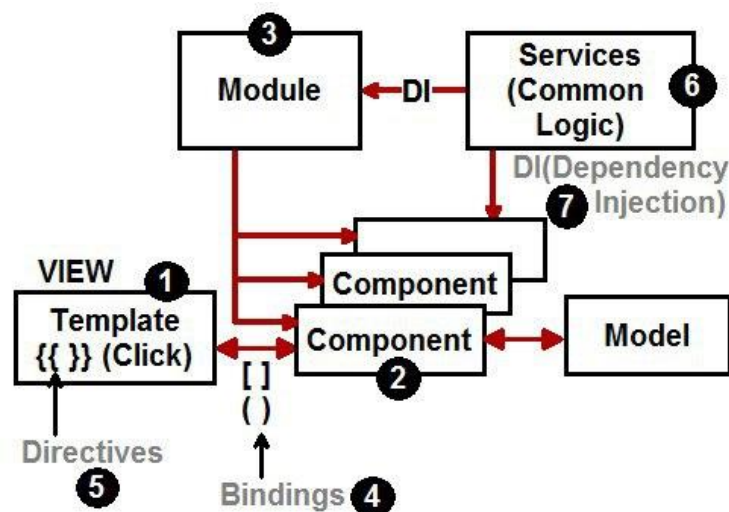 3
Module
DI
Services
(Common
Logic)
6
DI(Dependency
Injection)
7
VIEW
1
Template
{{ }} (Click)
[ ]
( )
Component
Component
2
Model
Directives
5
Bindings 4